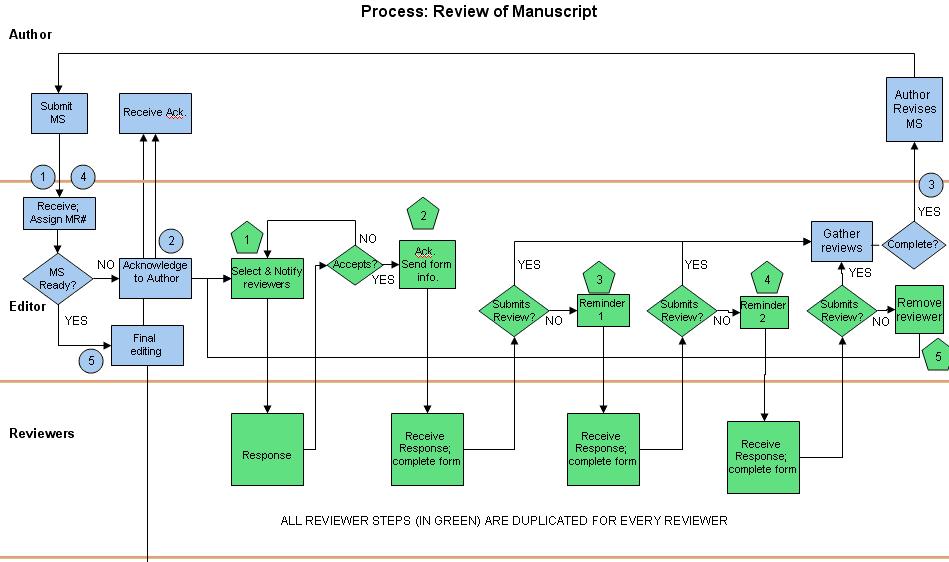 Process: Review of Manuscript
Author
Submit
MS
Receive Ack.
Author
Revises
MS
1
4
3
Receive;
Assign MR#
YES
2
1
2
NO
Gather
reviews
Complete?
MS
Ready?
NO
Acknowledge
to Author
Select & Notify
reviewers
Accepts?
YES
Ack.
Send form
info.
YES
3
YES
4
YES
Editor
YES
5
Final
editing
Submits
Review?
NO
Reminder
1
Submits
Review?
NO
Reminder
2
Submits
Review?
NO
Remove
reviewer
5
Reviewers
Response
Receive
Response;
complete form
Receive
Response;
complete form
Receive
Response;
complete form
ALL REVIEWER STEPS (IN GREEN) ARE DUPLICATED FOR EVERY REVIEWER